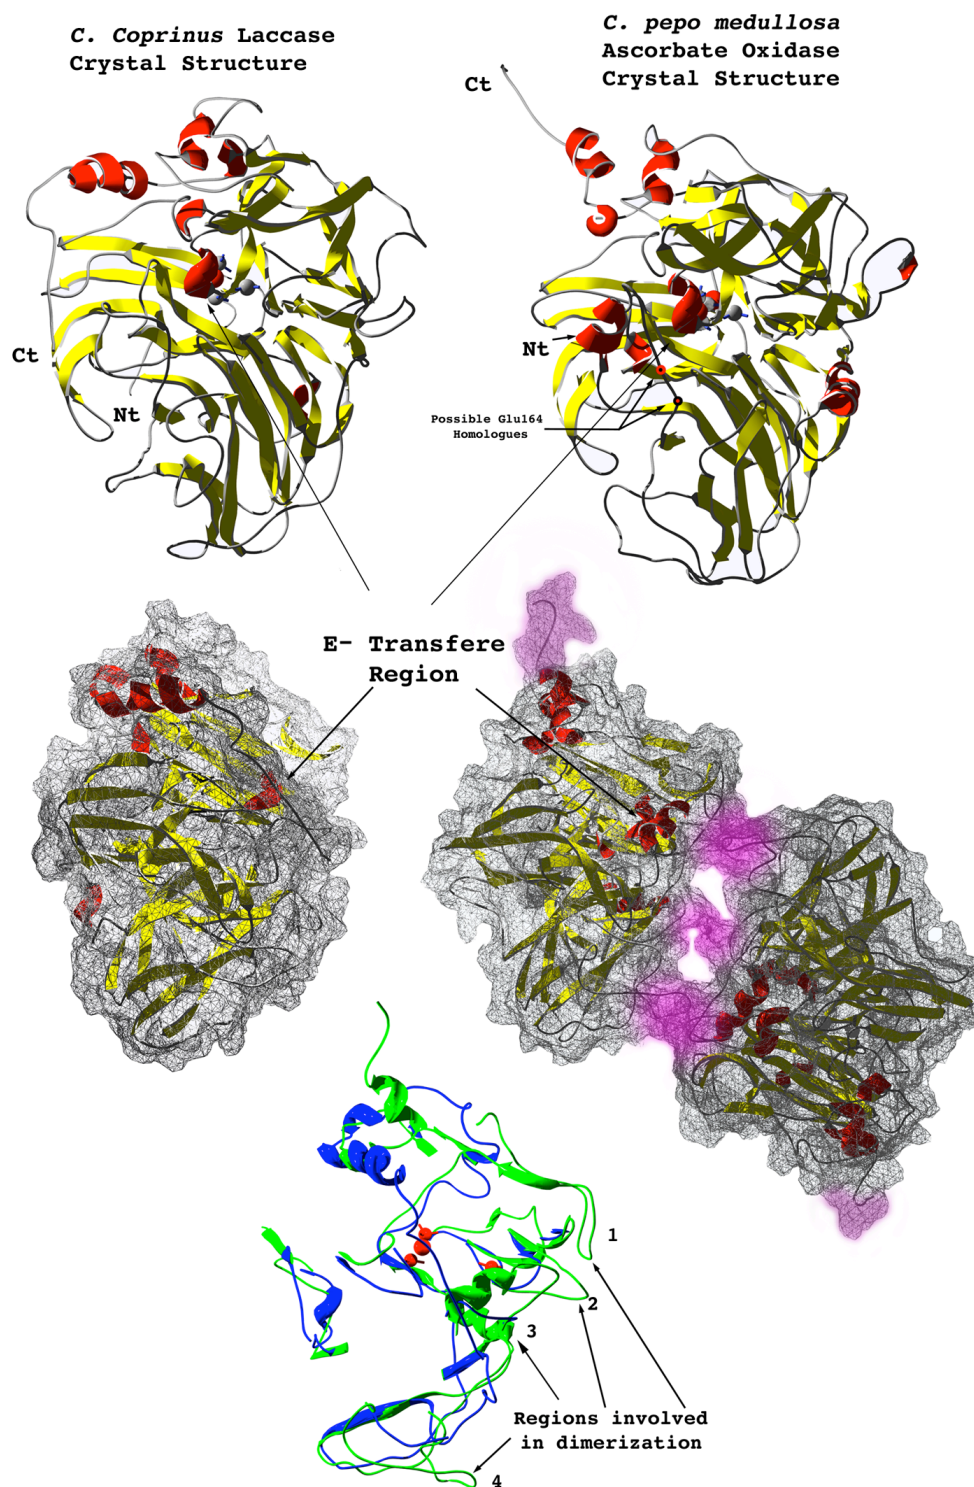 C. Coprinus Laccase
Crystal Structure
C. pepo medullosa
Ascorbate Oxidase
Crystal Structure
Ct
Ct
Nt
Nt
Possible Glu164
Homologues
E- Transfere
Region
1
2
3
Regions involved
in dimerization
4